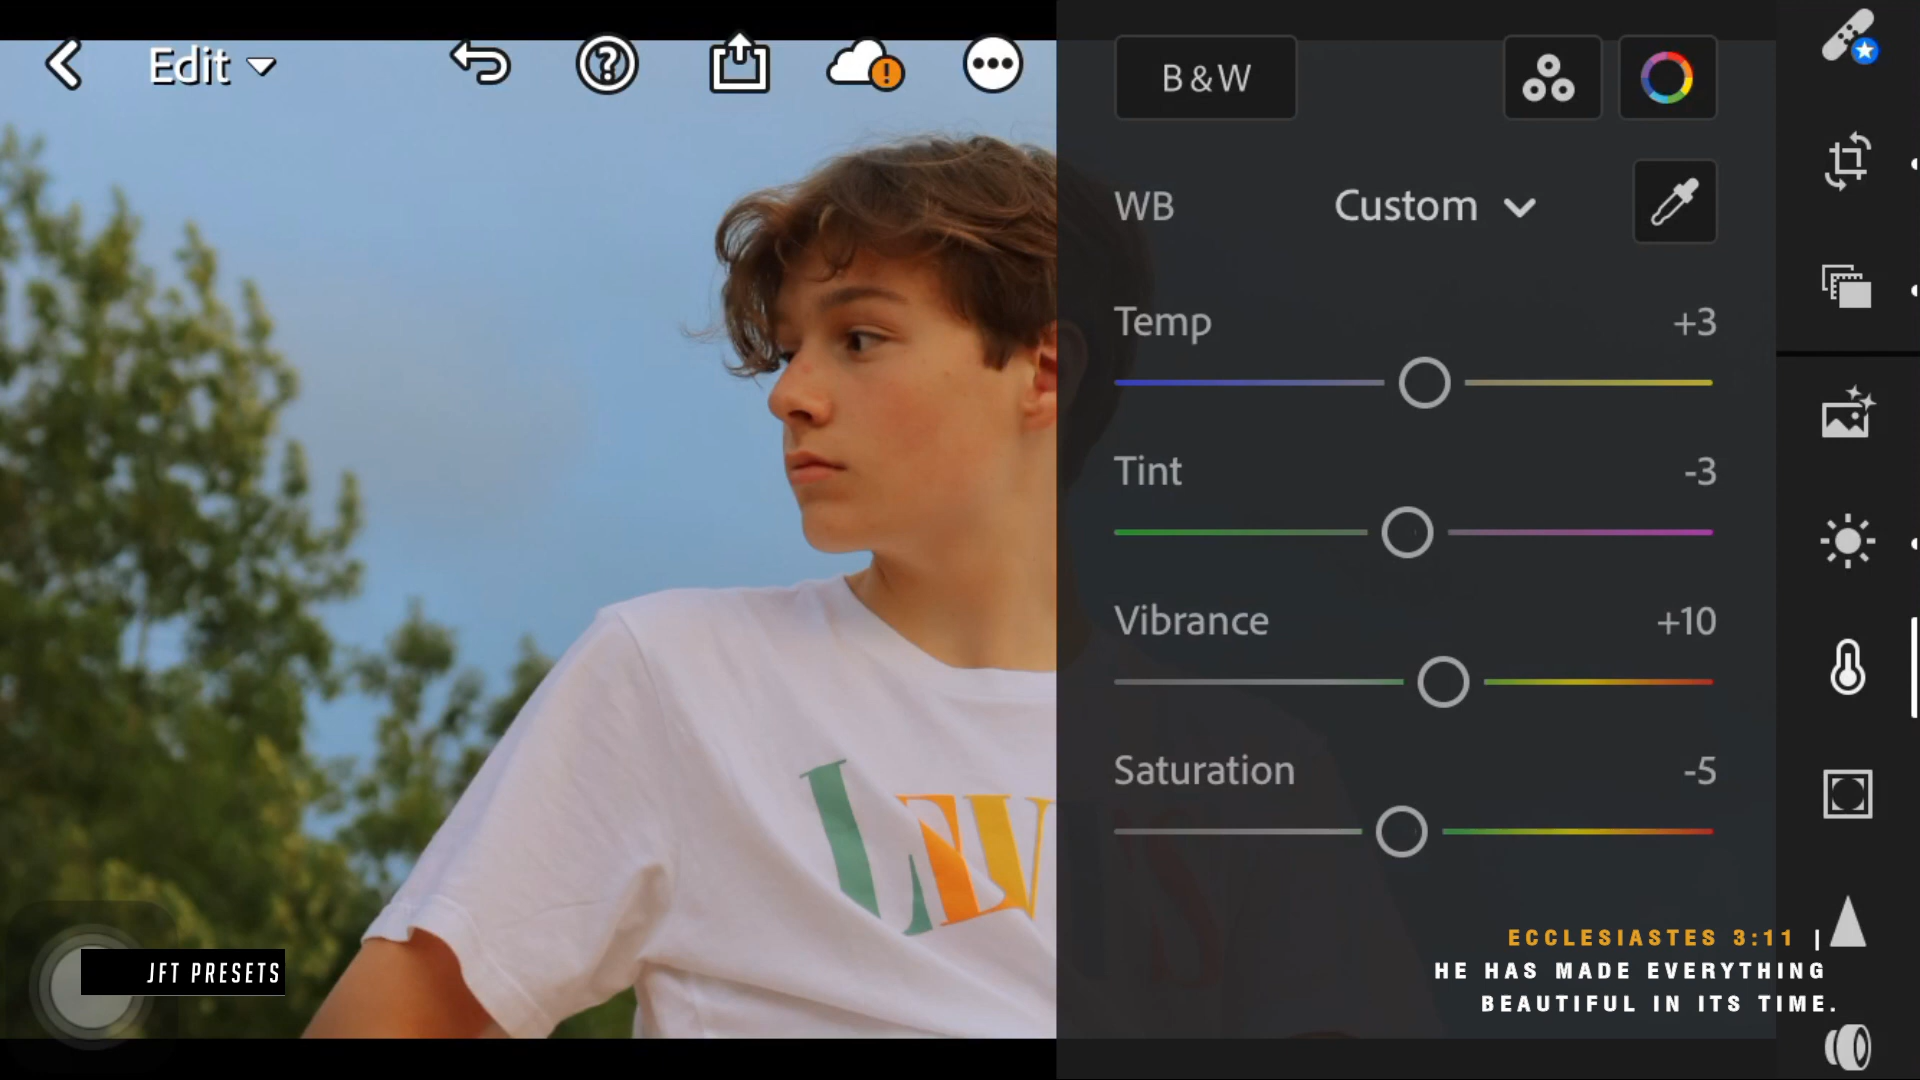 Edit
B&W
WB
Custom
Temp
+3
Tint
-3
Vibrance
+10
Saturation
-5
LEV
JFT PRESETS
ECCLESIASTES 3:11 |
HE HAS MADE EVERYTHING
BEAUTIFUL IN ITS TIME.